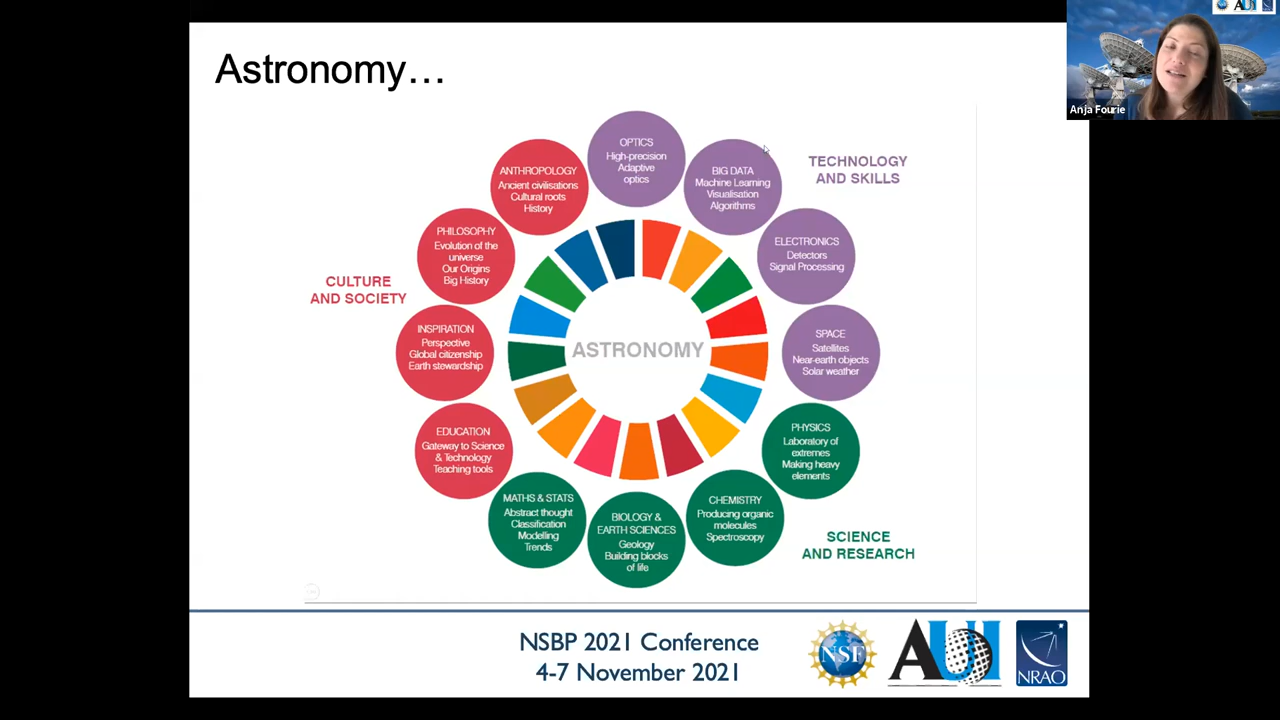 Astronomy…
Anja Fourie
AUI
OPTICS
High-precision
Adaptive
optics
BIG DATA
Machine Learning
Visualisation
Algorithms
TECHNOLOGY
AND SKILLS
ELECTRONICS
Detectors
Signal Processing
SPACE
Satellites
Near-earth objects
Solar weather
PHYSICS
Laboratory of
extremes
Making heavy
elements
CHEMISTRY
Producing organic
molecules
Spectroscopy
SCIENCE
AND RESEARCH
BIOLOGY &
EARTH SCIENCES
Geology
Building blocks
of life
MATHS & STATS
Abstract thought
Classification
Modelling
Trends
EDUCATION
Gateway to Science
& Technology
Teaching tools
INSPIRATION
Perspective
Global citizenship
Earth stewardship
CULTURE
AND SOCIETY
PHILOSOPHY
Evolution of the
universe
Our Origins
Big History
ANTHROPOLOGY
Ancient civilisations
Cultural roots
History
ASTRONOMY
NSBP 2021 Conference
4-7 November 2021
NSF
AUI
NRAO